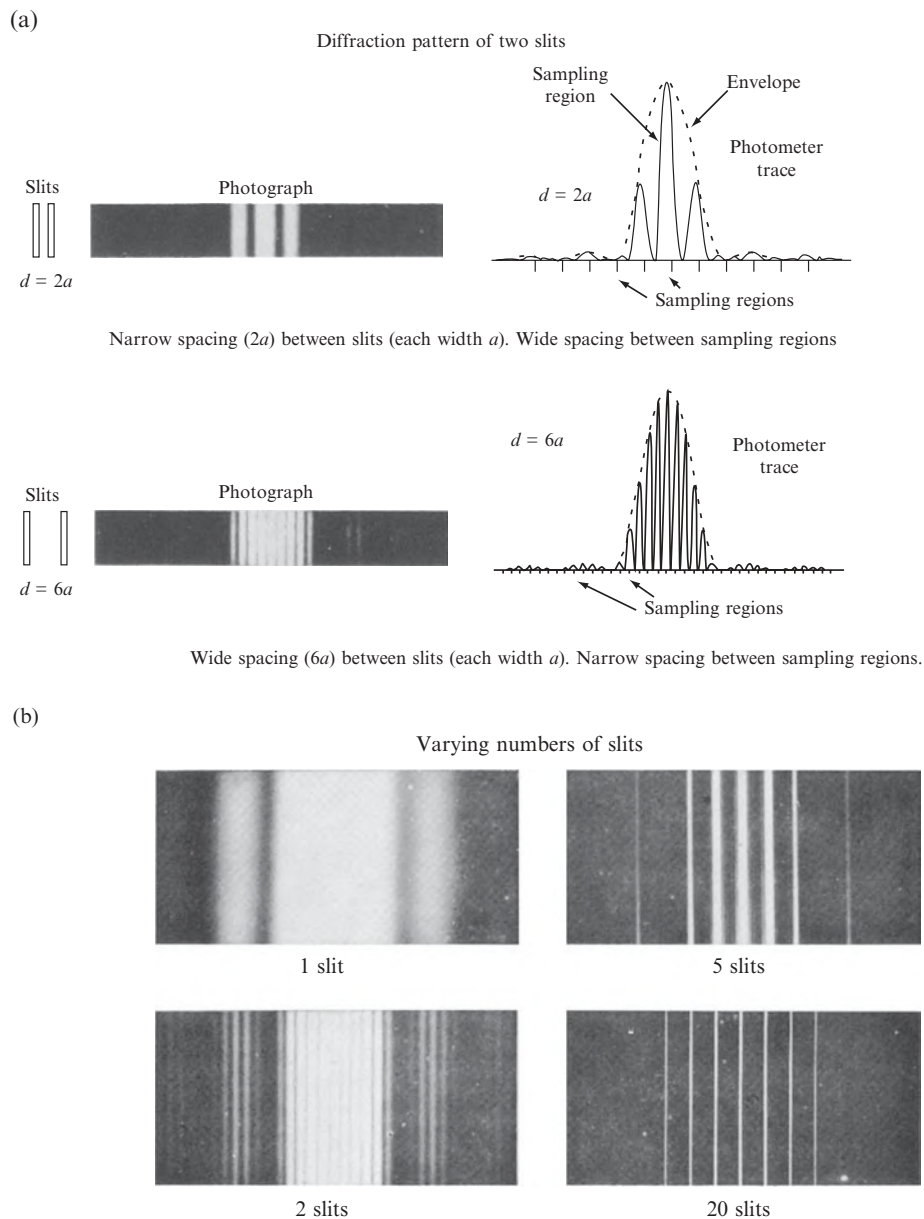 (a)
Diffraction pattern of two slits
Sampling
region
Envelope
Photometer
trace
Slits
Photograph
d = 2a
d = 2a
Sampling regions
Narrow spacing (2a) between slits (each width a). Wide spacing between sampling regions
d = 6a
Photometer
trace
Slits
Photograph
d = 6a
Sampling regions
Wide spacing (6a) between slits (each width a). Narrow spacing between sampling regions.
(b)
Varying numbers of slits
1 slit
5 slits
2 slits
20 slits